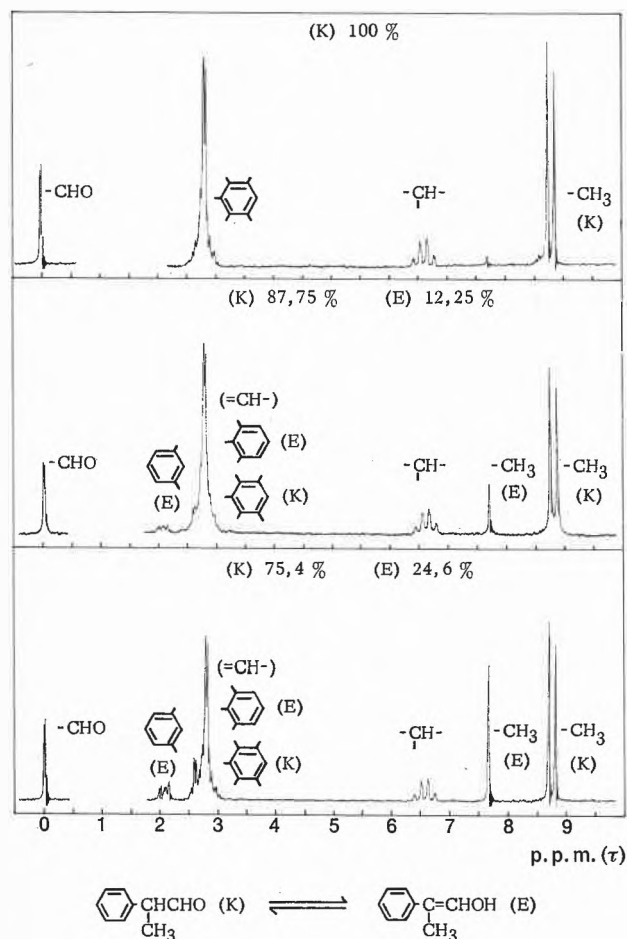 (K) 100 %
-CHO
-CH-
-CH3
(K)
(K) 87,75 % (E) 12,25 %
(=CH-)
-CHO
(E)
(E)
(K)
-CH-
-CH3
(E)
-CH3
(K)
(K) 75,4 % (E) 24,6 %
(=CH-)
-CHO
(E)
(E)
(K)
-CH-
-CH3
(E)
-CH3
(K)
0 1 2 3 4 5 6 7 8 9
p.p.m.(τ)
CHCHO (K) C=CHOH (E)
CH3 CH3